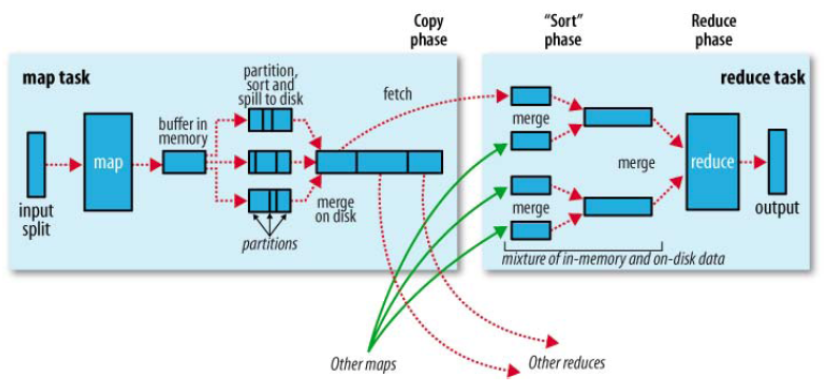 Copy
phase
“Sort”
phase
Reduce
phase
map task
partition,
sort and
spill to disk
fetch
reduce task
buffer in
memory
merge
map
merge
reduce
input
split
merge
on disk
merge
output
partitions
mixture of in-memory and on-disk data
Other maps
Other reduces